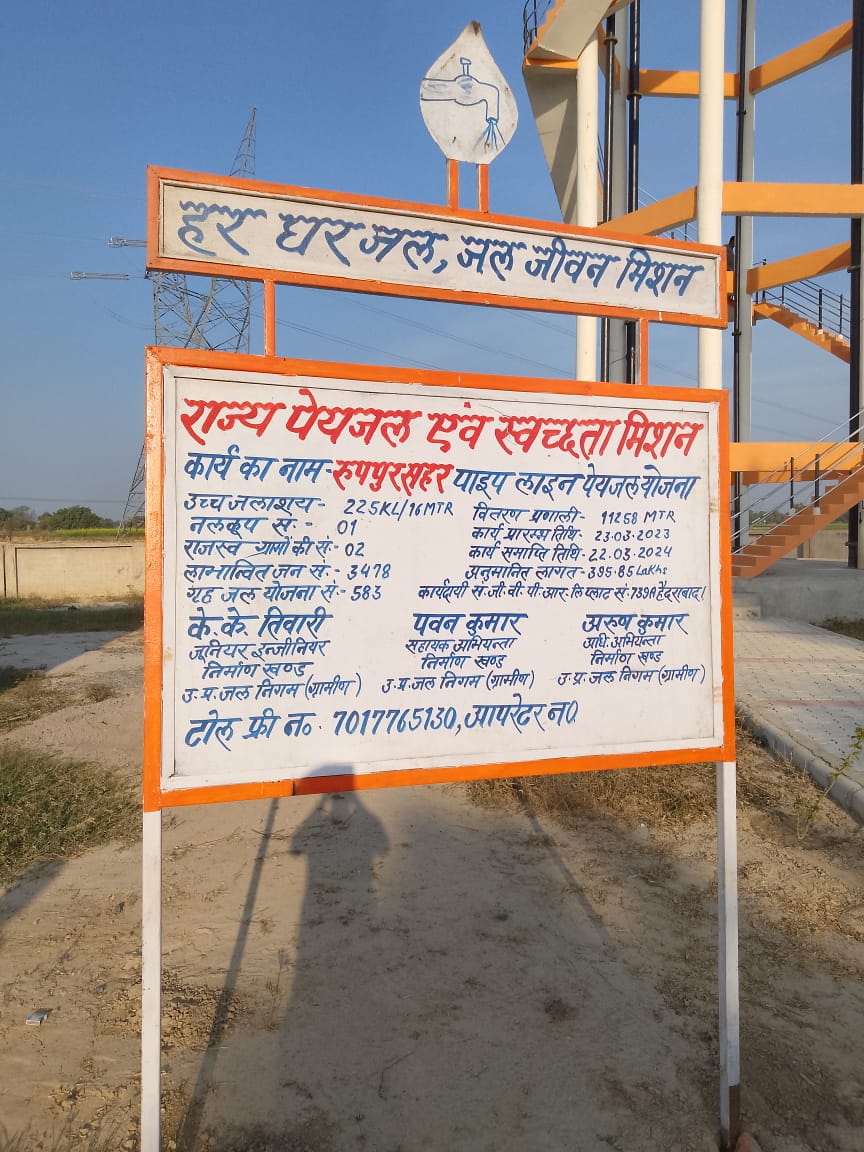 हर घर जल, जल जीवन मिशन
राज्य पेयजल एंव स्वच्छता मिशन
कार्य का नाम- रुपपुरसहर पाइप लाइन पेयजल योजना
उच्च जलाशय - 225KL/16MTR वितरण प्रणाली- 11258 MTR
नलकूप सं.- 01 कार्य प्रारम्भ तिथि- 23.03.2023
राजस्व ग्रामों की सं- 02 कार्य समाप्ति तिथि- 22.03.2024
लाभान्वित जन सं.- 3478 अनुमानित लागत- 395.85 Lakhs
गृह जल योजना सं- 583 कार्यदायी स.जी.वी.पी.आर.लि प्लाट सं. 739A हैदराबाद।
के. के. तिवारी पवन कुमार अरुण कुमार
जूनियर इन्जीनियर सहायक अभियन्ता अधि. अभियन्ता
निर्माण खण्ड निर्माण खण्ड निर्माण खण्ड
उ.प्र. जल निगम (ग्रामीण) उ.प्र. जल निगम (ग्रामीण) उ.प्र. जल निगम (ग्रामीण)
टोल फ्री न॰ 7017765130, आपरेटर न0